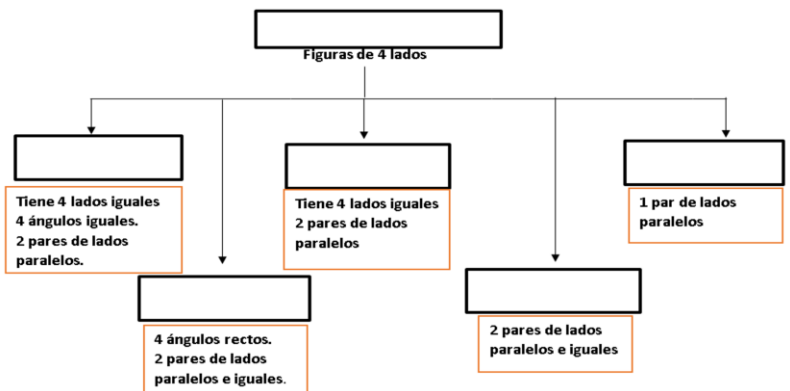 Figuras de 4 lados
Tiene 4 lados iguales
4 ángulos iguales.
2 pares de lados
paralelos.
Tiene 4 lados iguales
2 pares de lados
paralelos
1 par de lados
paralelos
4 ángulos rectos.
2 pares de lados
paralelos e iguales.
2 pares de lados
paralelos e iguales